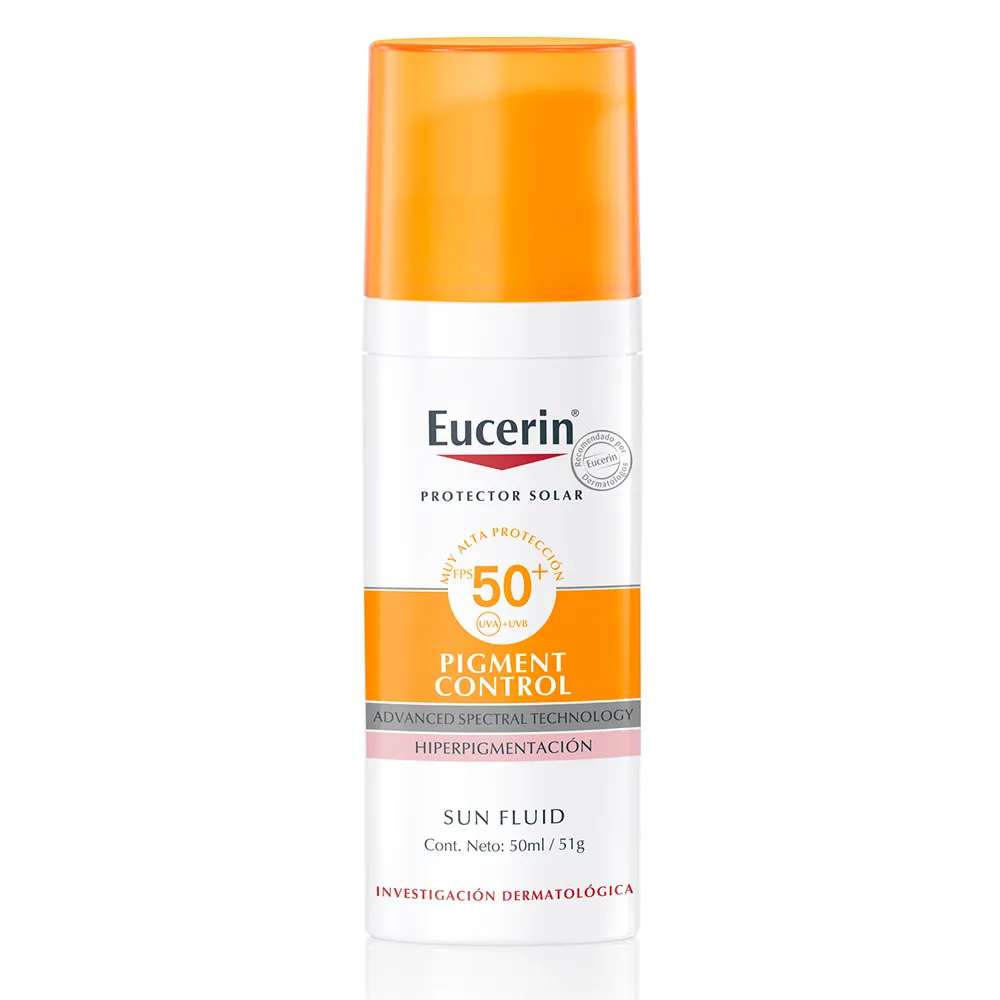 Eucerin®
Recomendado por
Eucerin
Dermatólogos
PROTECTOR SOLAR
MUY ALTA PROTECCIÓN
FPS 50+
UVA+UVB
PIGMENT
CONTROL
ADVANCED SPECTRAL TECHNOLOGY
HIPERPIGMENTACIÓN
SUN FLUID
Cont. Neto: 50ml / 51g
INVESTIGACIÓN DERMATOLÓGICA